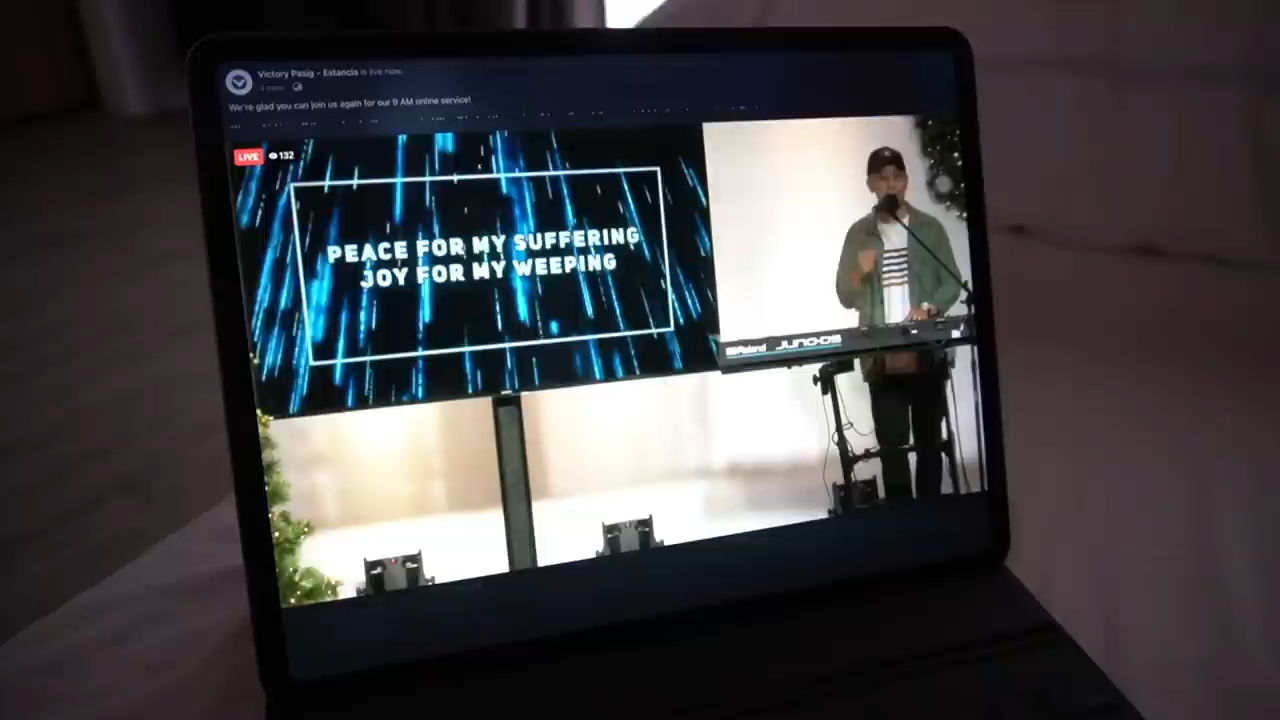 Victory Pasig - Estancia is live now.
We're glad you can join us again for our 9 AM online service!
LIVE 132
PEACE FOR MY SUFFERING
JOY FOR MY WEEPING
Roland JUNO-DS